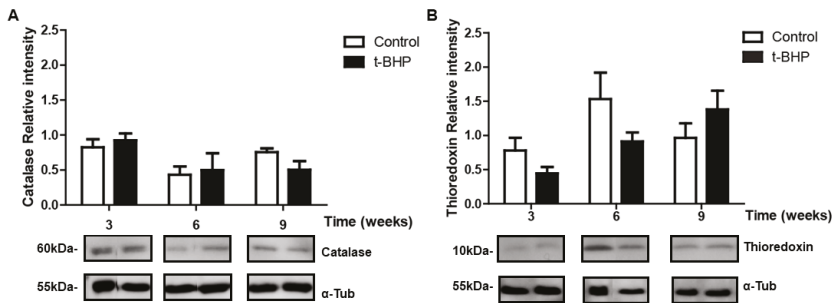 A
Catalase Relative intensity
2.5
2.0
1.5
1.0
0.5
0.0
Control
t-BHP
3 6 9 Time (weeks)
60kDa- Catalase
55kDa- α-Tub
B
Thioredoxin Relative intensity
2.5
2.0
1.5
1.0
0.5
0.0
Control
t-BHP
3 6 9 Time (weeks)
10kDa- Thioredoxin
55kDa- α-Tub